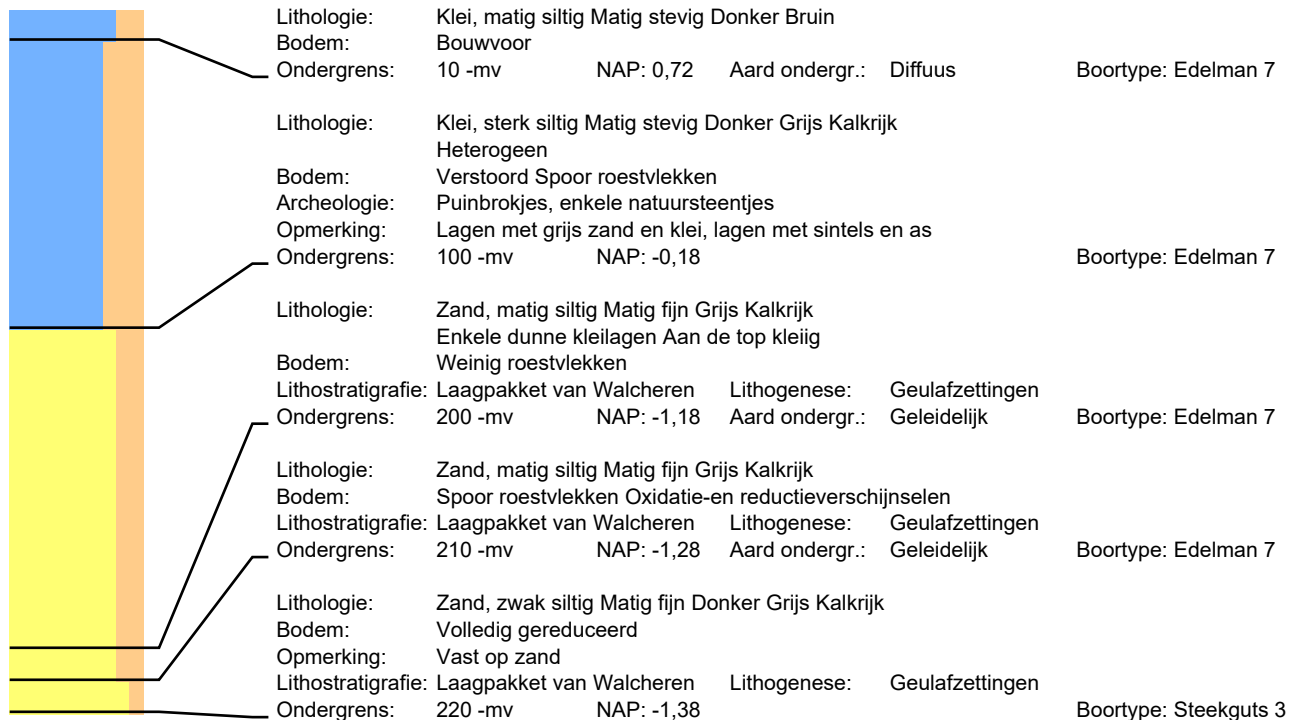 Lithologie: Klei, matig siltig Matig stevig Donker Bruin
Bodem: Bouwvoor
Ondergrens: 10 -mv NAP: 0,72 Aard ondergr.: Diffuus Boortype: Edelman 7
Lithologie: Klei, sterk siltig Matig stevig Donker Grijs Kalkrijk
Heterogeen
Bodem: Verstoord Spoor roestvlekken
Archeologie: Puinbrokjes, enkele natuursteentjes
Opmerking: Lagen met grijs zand en klei, lagen met sintels en as
Ondergrens: 100 -mv NAP: -0,18 Boortype: Edelman 7
Lithologie: Zand, matig siltig Matig fijn Grijs Kalkrijk
Enkele dunne kleilagen Aan de top kleiig
Bodem: Weinig roestvlekken
Lithostratigrafie: Laagpakket van Walcheren Lithogenese: Geulafzettingen
Ondergrens: 200 -mv NAP: -1,18 Aard ondergr.: Geleidelijk Boortype: Edelman 7
Lithologie: Zand, matig siltig Matig fijn Grijs Kalkrijk
Bodem: Spoor roestvlekken Oxidatie-en reductieverschijnselen
Lithostratigrafie: Laagpakket van Walcheren Lithogenese: Geulafzettingen
Ondergrens: 210 -mv NAP: -1,28 Aard ondergr.: Geleidelijk Boortype: Edelman 7
Lithologie: Zand, zwak siltig Matig fijn Donker Grijs Kalkrijk
Bodem: Volledig gereduceerd
Opmerking: Vast op zand
Lithostratigrafie: Laagpakket van Walcheren Lithogenese: Geulafzettingen
Ondergrens: 220 -mv NAP: -1,38 Boortype: Steekguts 3